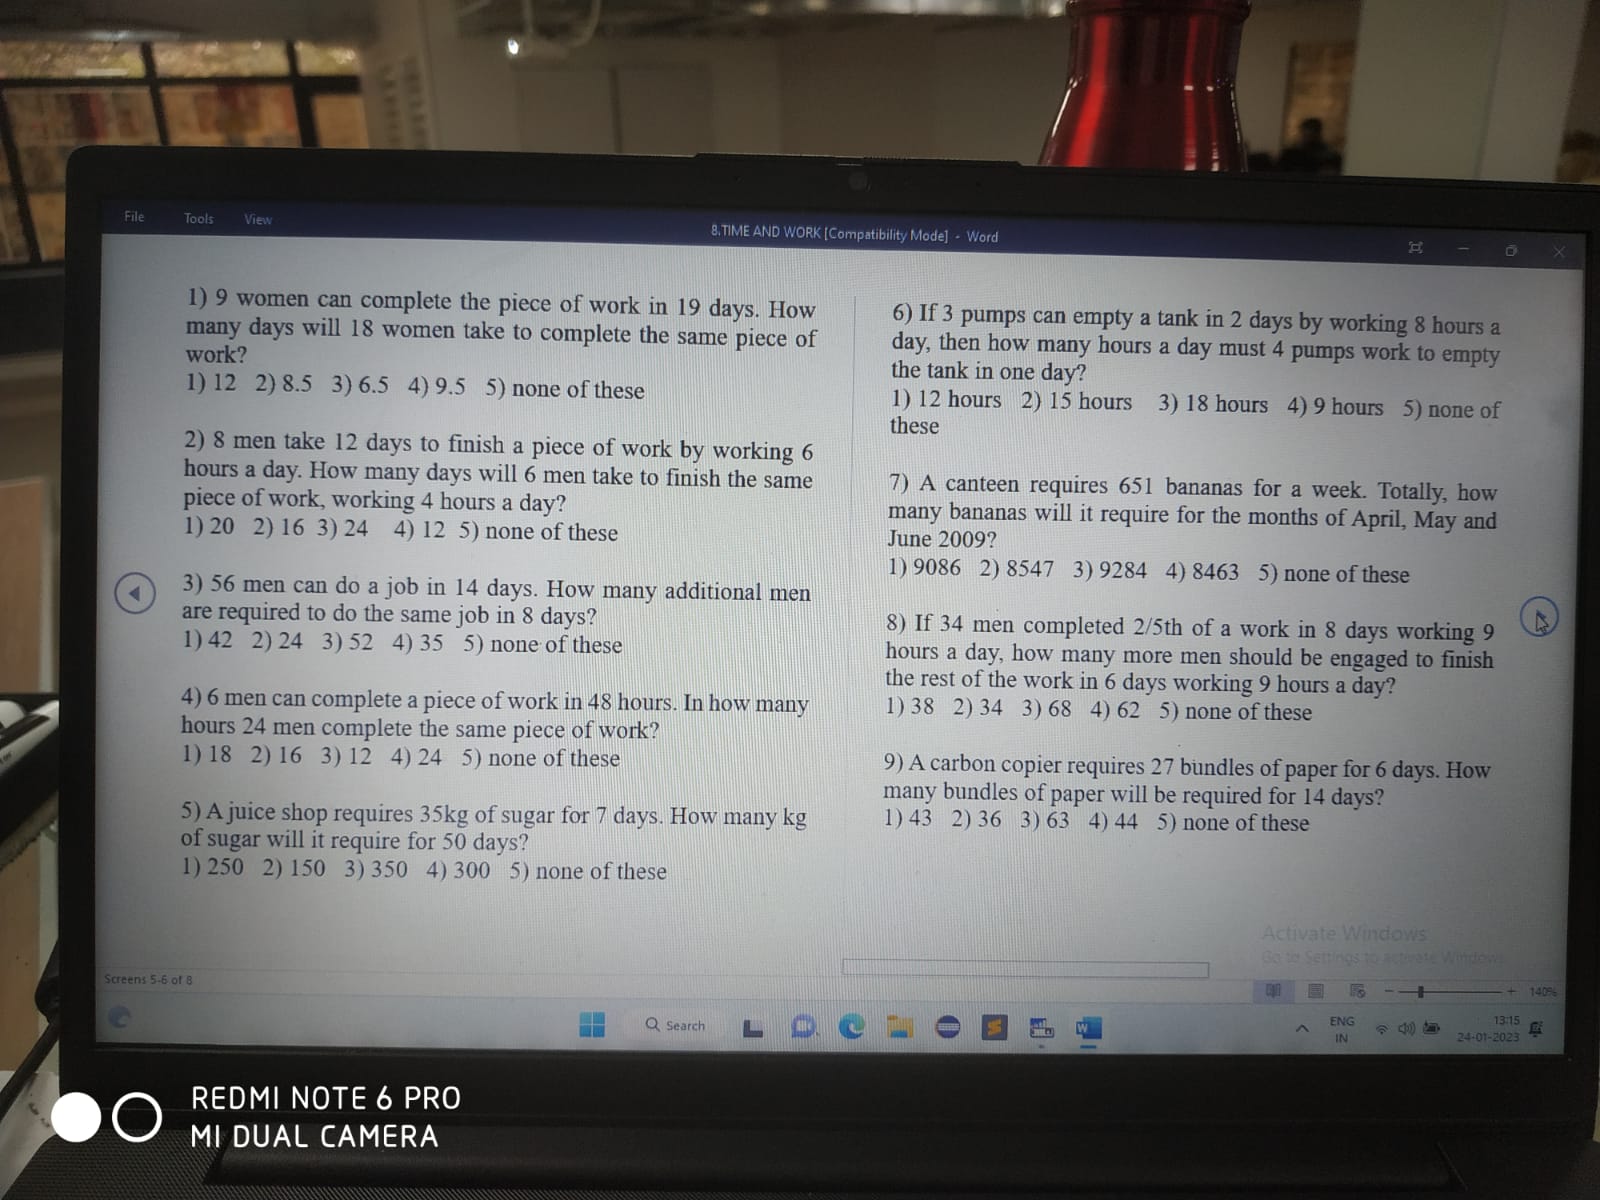 File Tools View
8.TIME AND WORK [Compatibility Mode] - Word
1) 9 women can complete the piece of work in 19 days. How
many days will 18 women take to complete the same piece of
work?
1) 12 2) 8.5 3) 6.5 4) 9.5 5) none of these
2) 8 men take 12 days to finish a piece of work by working 6
hours a day. How many days will 6 men take to finish the same
piece of work, working 4 hours a day?
1) 20 2) 16 3) 24 4) 12 5) none of these
3) 56 men can do a job in 14 days. How many additional men
are required to do the same job in 8 days?
1) 42 2) 24 3) 52 4) 35 5) none of these
4) 6 men can complete a piece of work in 48 hours. In how many
hours 24 men complete the same piece of work?
1) 18 2) 16 3) 12 4) 24 5) none of these
5) A juice shop requires 35kg of sugar for 7 days. How many kg
of sugar will it require for 50 days?
1) 250 2) 150 3) 350 4) 300 5) none of these
6) If 3 pumps can empty a tank in 2 days by working 8 hours a
day, then how many hours a day must 4 pumps work to empty
the tank in one day?
1) 12 hours 2) 15 hours 3) 18 hours 4) 9 hours 5) none of
these
7) A canteen requires 651 bananas for a week. Totally, how
many bananas will it require for the months of April, May and
June 2009?
1) 9086 2) 8547 3) 9284 4) 8463 5) none of these
8) If 34 men completed 2/5th of a work in 8 days working 9
hours a day, how many more men should be engaged to finish
the rest of the work in 6 days working 9 hours a day?
1) 38 2) 34 3) 68 4) 62 5) none of these
9) A carbon copier requires 27 bundles of paper for 6 days. How
many bundles of paper will be required for 14 days?
1) 43 2) 36 3) 63 4) 44 5) none of these
Activate Windows
Go to Settings to activate Windows
Screens 5-6 of 8
140%
Search
ENG
IN
13:15
24-01-2023
REDMI NOTE 6 PRO
MI DUAL CAMERA